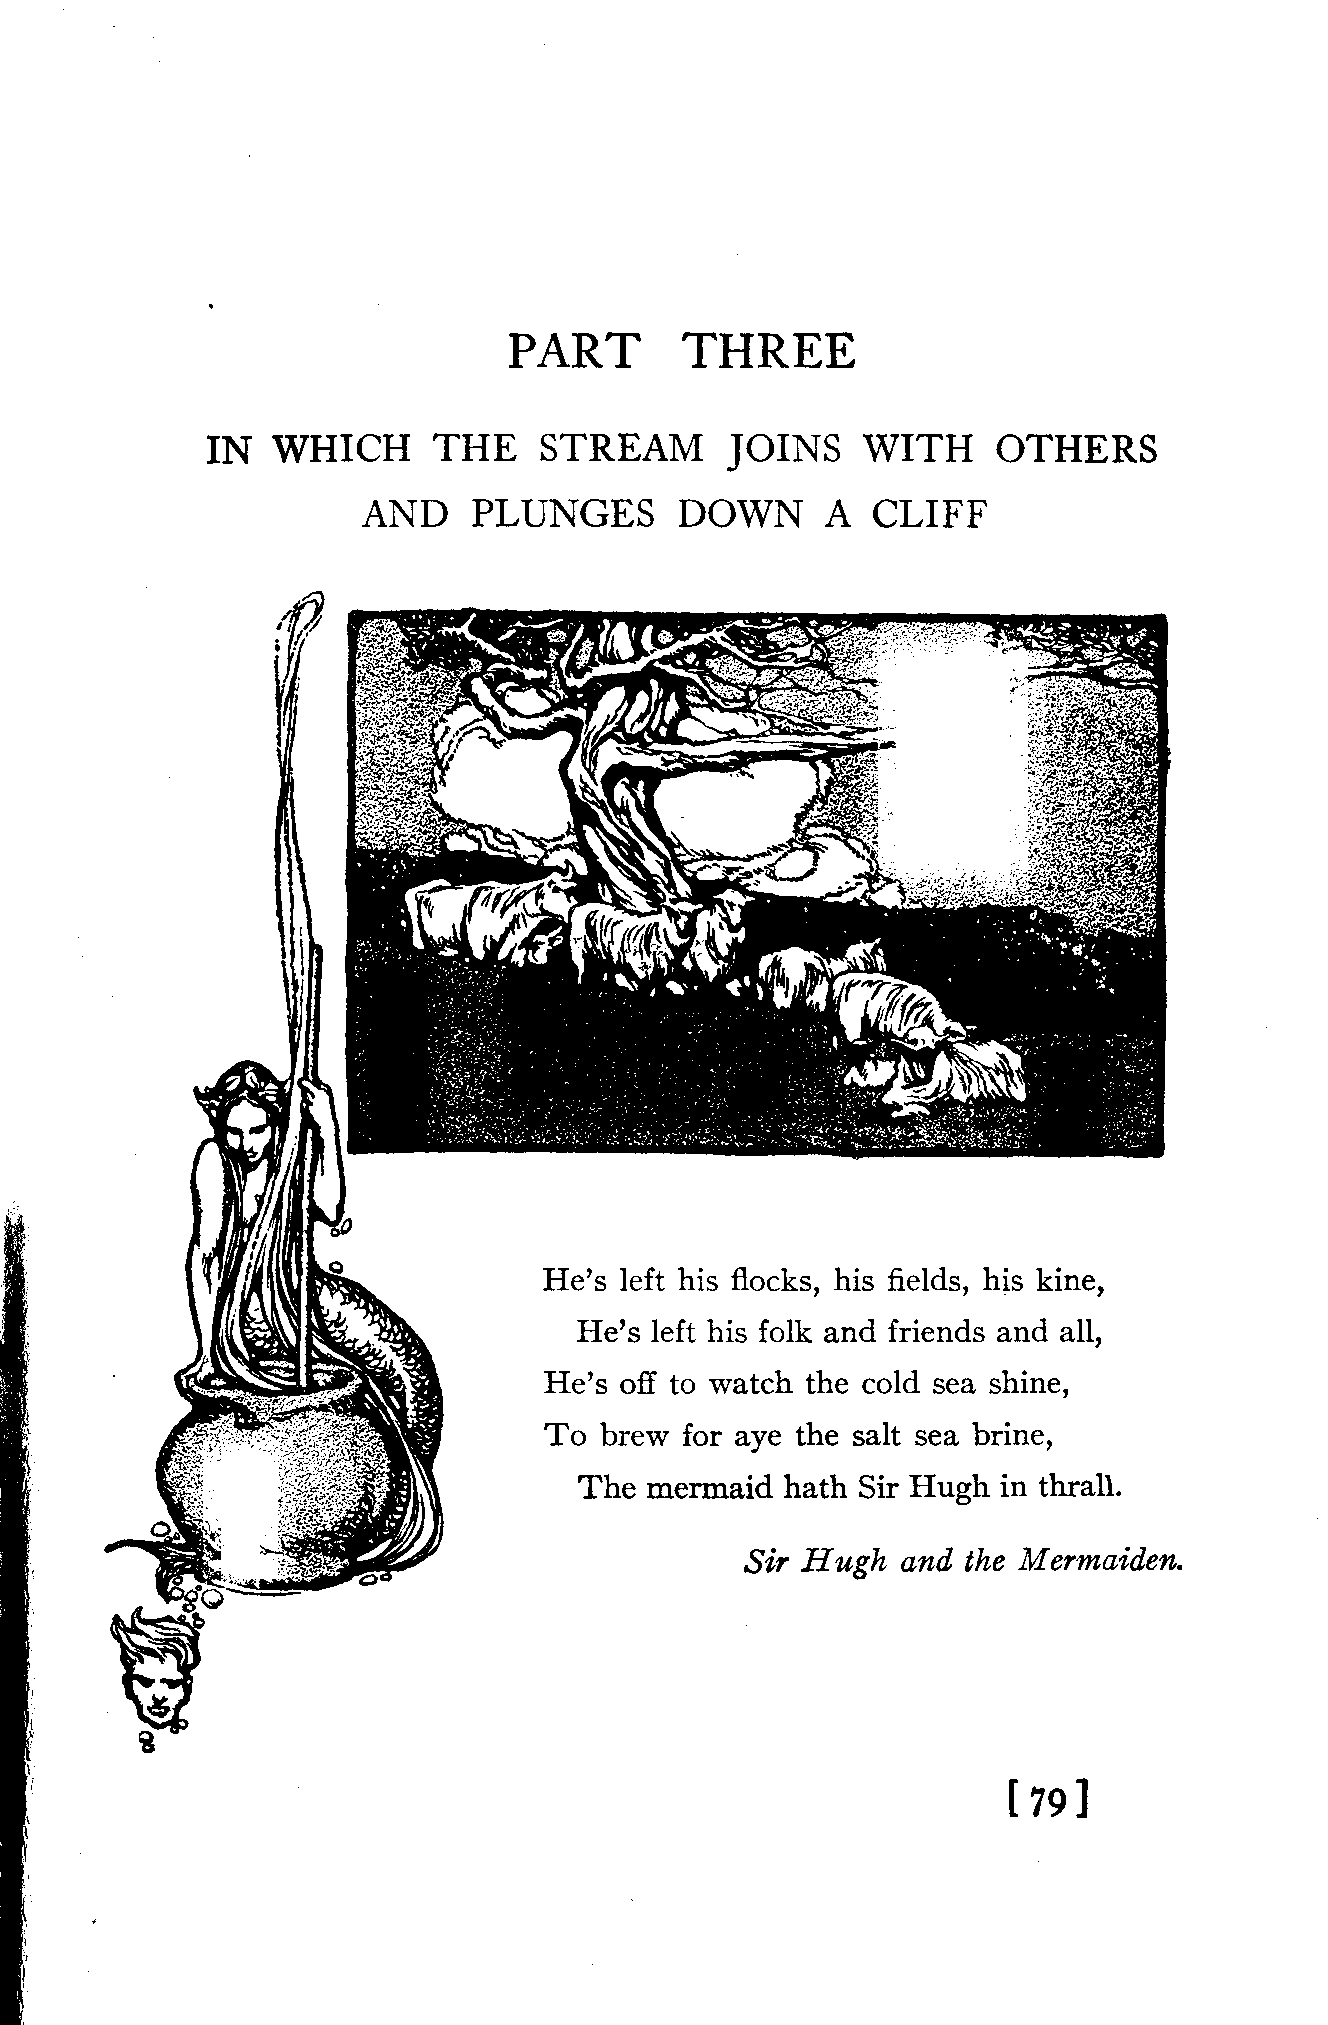 PART THREE
IN WHICH THE STREAM JOINS WITH OTHERS
AND PLUNGES DOWN A CLIFF
He's left his flocks, his fields, his kine,
He's left his folk and friends and all,
He's off to watch the cold sea shine,
To brew for aye the salt sea brine,
The mermaid hath Sir Hugh in thrall.
Sir Hugh and the Mermaiden.
[79]